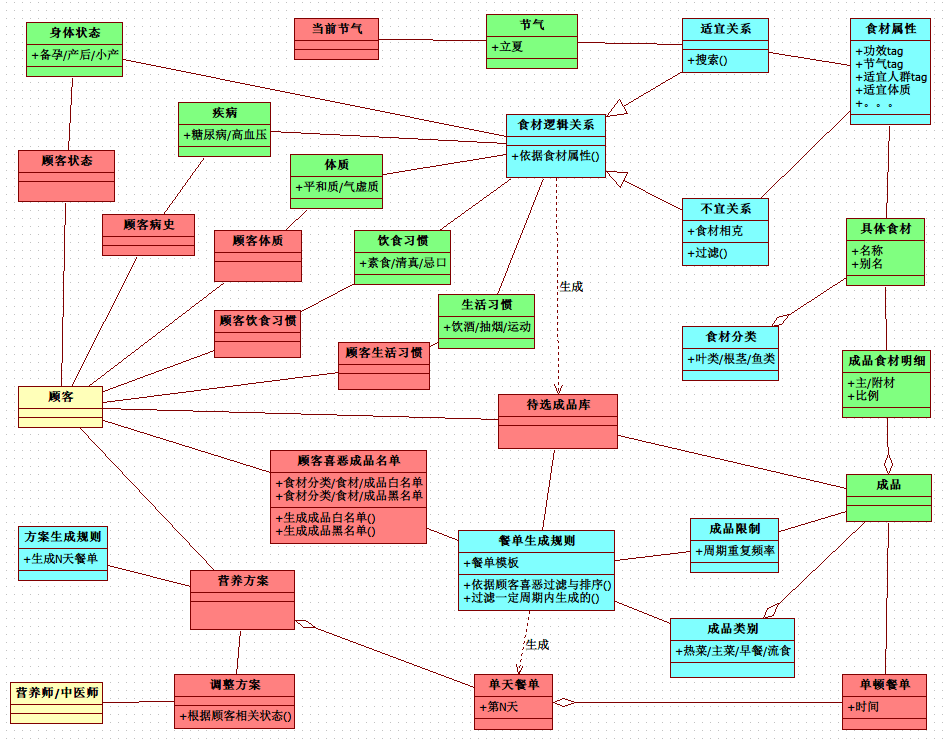 身体状态
+备孕/产后/小产
当前节气
节气
+立夏
适宜关系
+搜索()
食材属性
+功效tag
+节气tag
+适宜人群tag
+适宜体质
+。。。
疾病
+糖尿病/高血压
食材逻辑关系
+依据食材属性()
顾客状态
体质
+平和质/气虚质
不宜关系
+食材相克
+过滤()
顾客病史
顾客体质
饮食习惯
+素食/清真/忌口
具体食材
+名称
+别名
生成
生活习惯
+饮酒/抽烟/运动
顾客饮食习惯
食材分类
+叶类/根茎/鱼类
顾客生活习惯
成品食材明细
+主/附材
+比例
顾客
待选成品库
顾客喜恶成品名单
+食材分类/食材/成品白名单
+食材分类/食材/成品黑名单
+生成成品白名单()
+生成成品黑名单()
成品
方案生成规则
+生成N天餐单
餐单生成规则
+餐单模板
+依据顾客喜恶过滤与排序()
+过滤一定周期内生成的()
成品限制
+周期重复频率
营养方案
成品类别
+热菜/主菜/早餐/流食
生成
营养师/中医师
调整方案
+根据顾客相关状态()
单天餐单
+第N天
单顿餐单
+时间